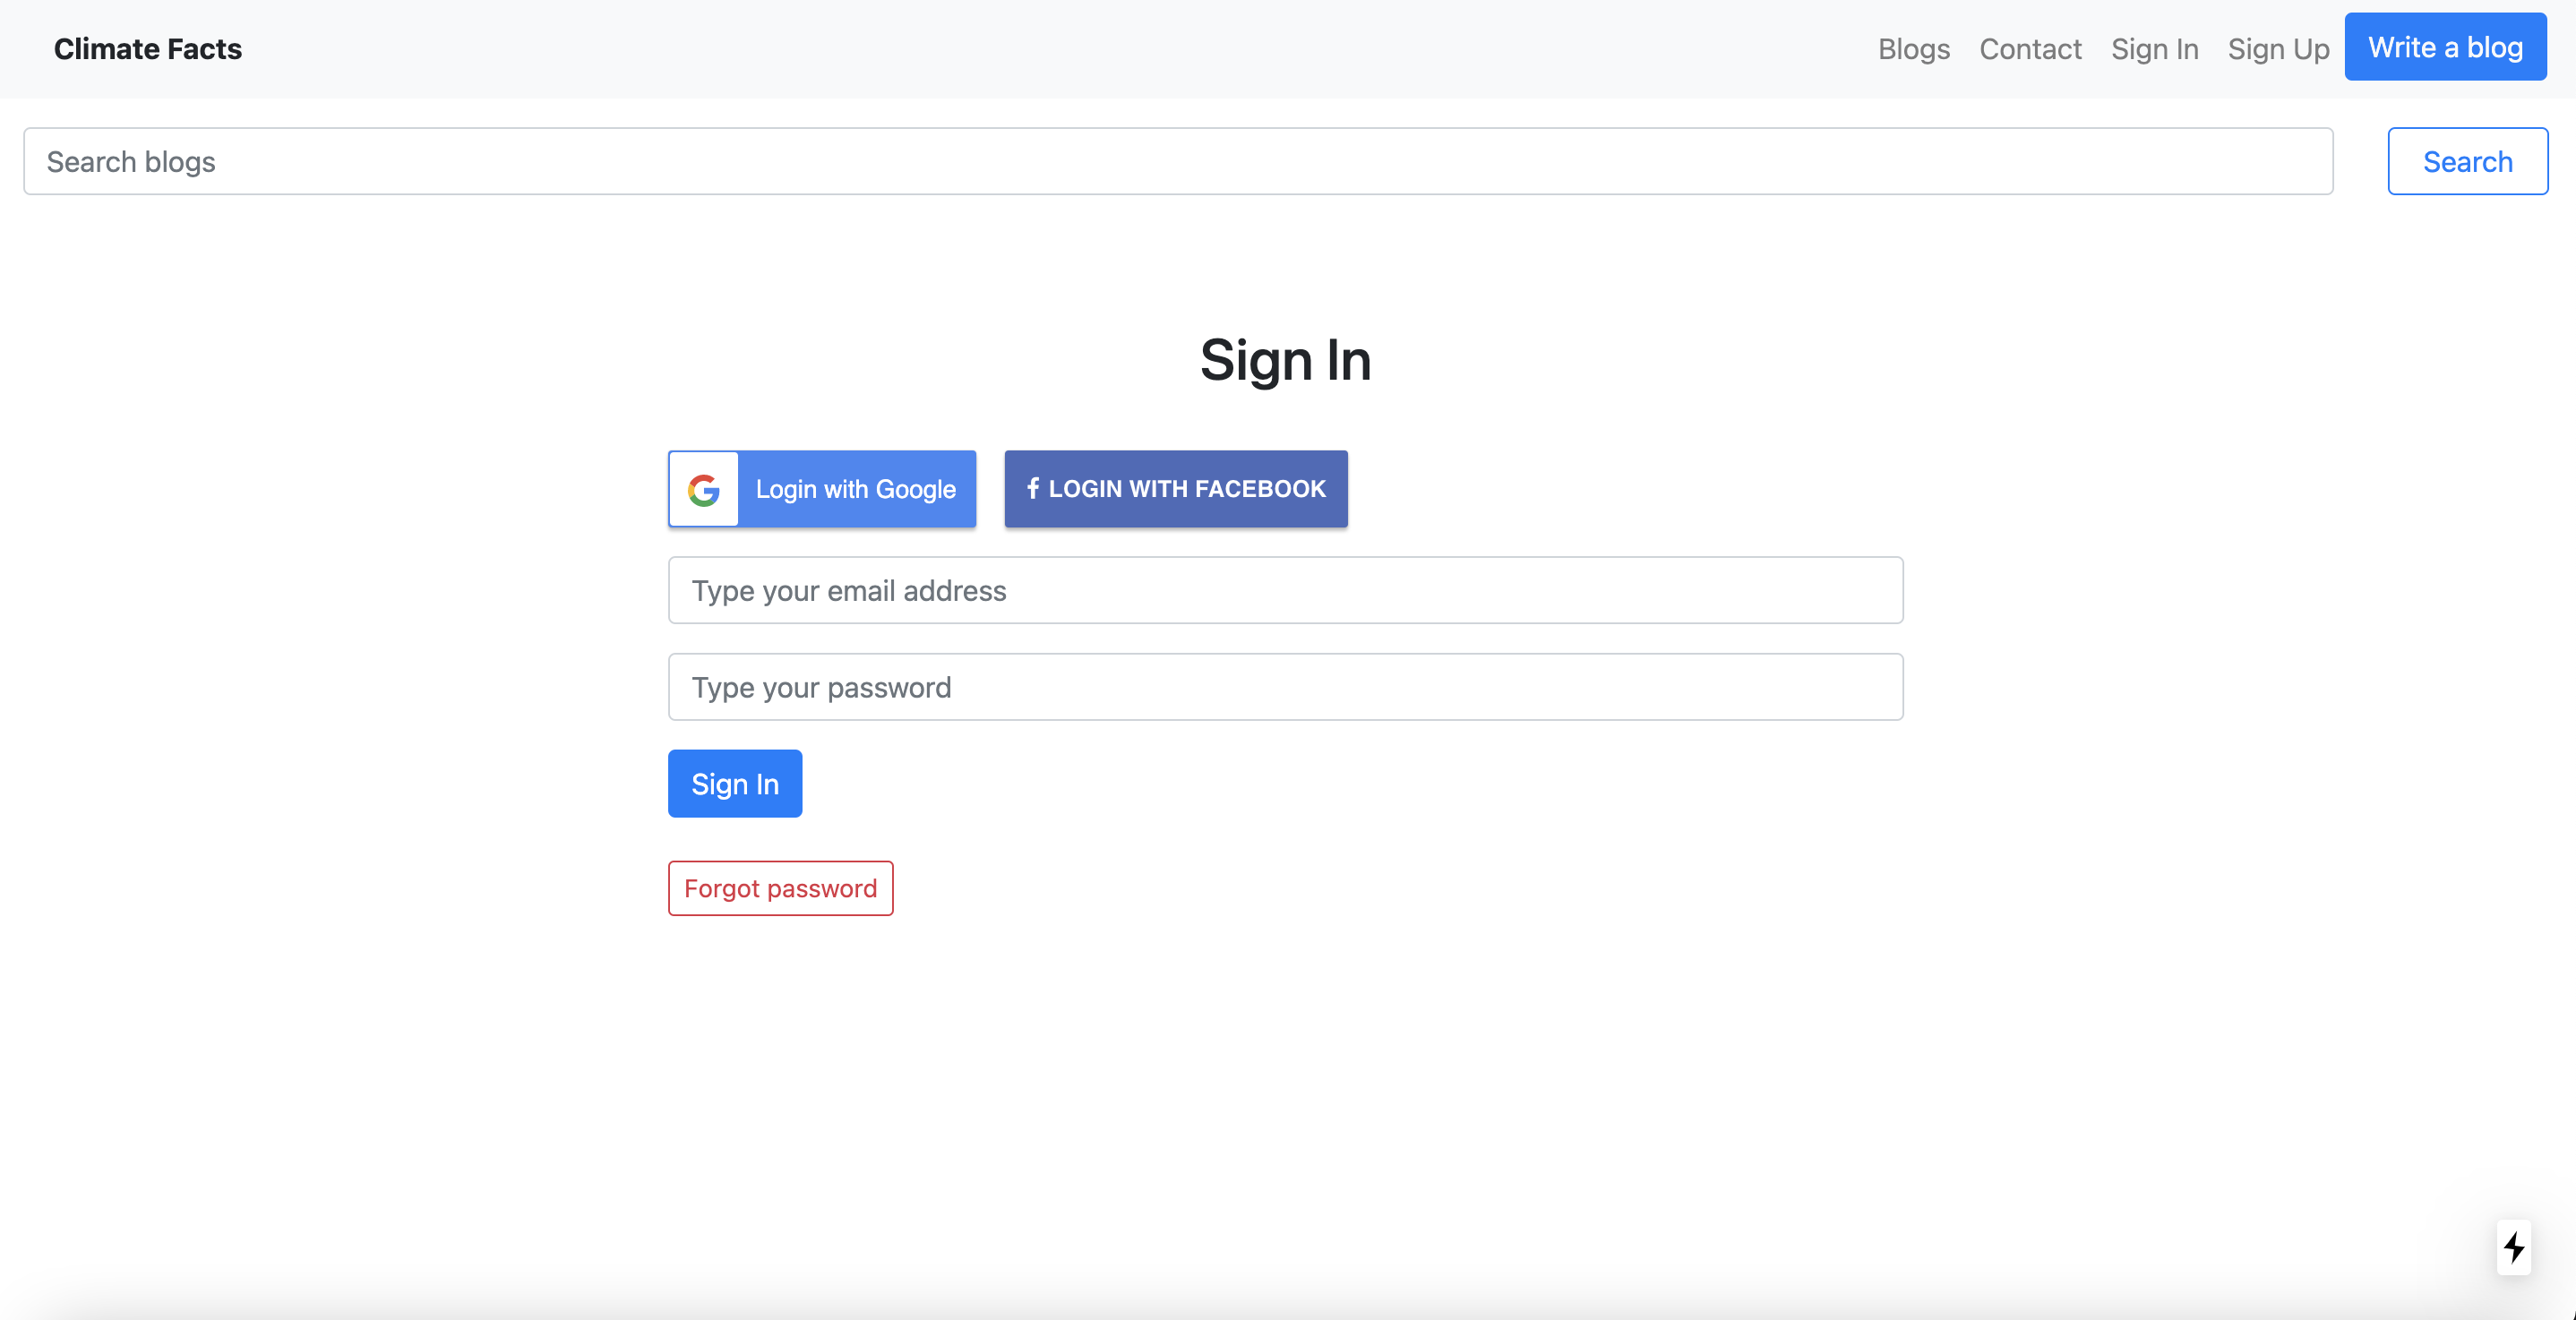 Climate Facts Blogs Contact Sign In Sign Up Write a blog
Search blogs Search
Sign In
Login with Google LOGIN WITH FACEBOOK
Type your email address
Type your password
Sign In
Forgot password